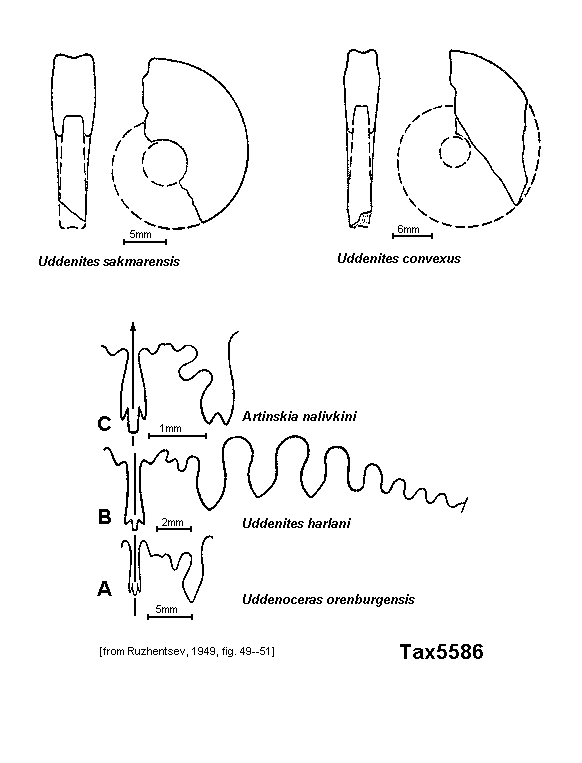 5mm
6mm
Uddenites sakmarensis
Uddenites convexus
C
1mm
Artinskia nalivkini
B
2mm
Uddenites harlani
A
5mm
Uddenoceras orenburgensis
[from Ruzhentsev, 1949, fig. 49--51]
Tax5586